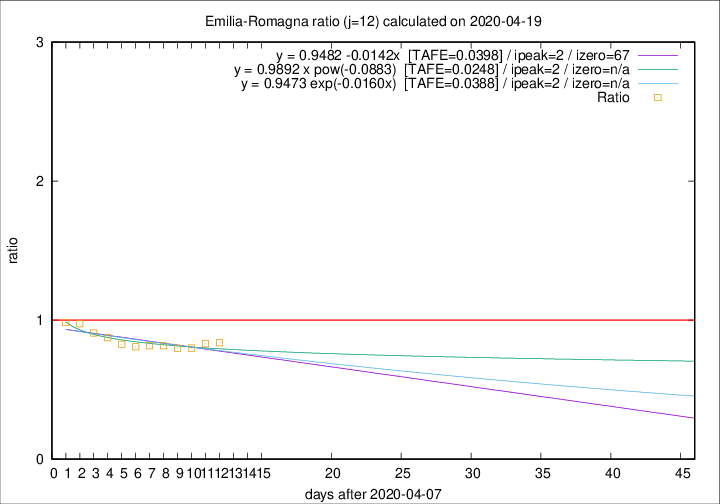 Emilia-Romagna ratio (j=12) calculated on 2020-04-19
y = 0.9482 -0.0142x [TAFE=0.0398] / ipeak=2 / izero=67
y = 0.9892 x pow(-0.0883) [TAFE=0.0248] / ipeak=2 / izero=n/a
y = 0.9473 exp(-0.0160x) [TAFE=0.0388] / ipeak=2 / izero=n/a
Ratio
3
2
1
0
ratio
0 1 2 3 4 5 6 7 8 9 10 11 12 13 14 15 20 25 30 35 40 45
days after 2020-04-07